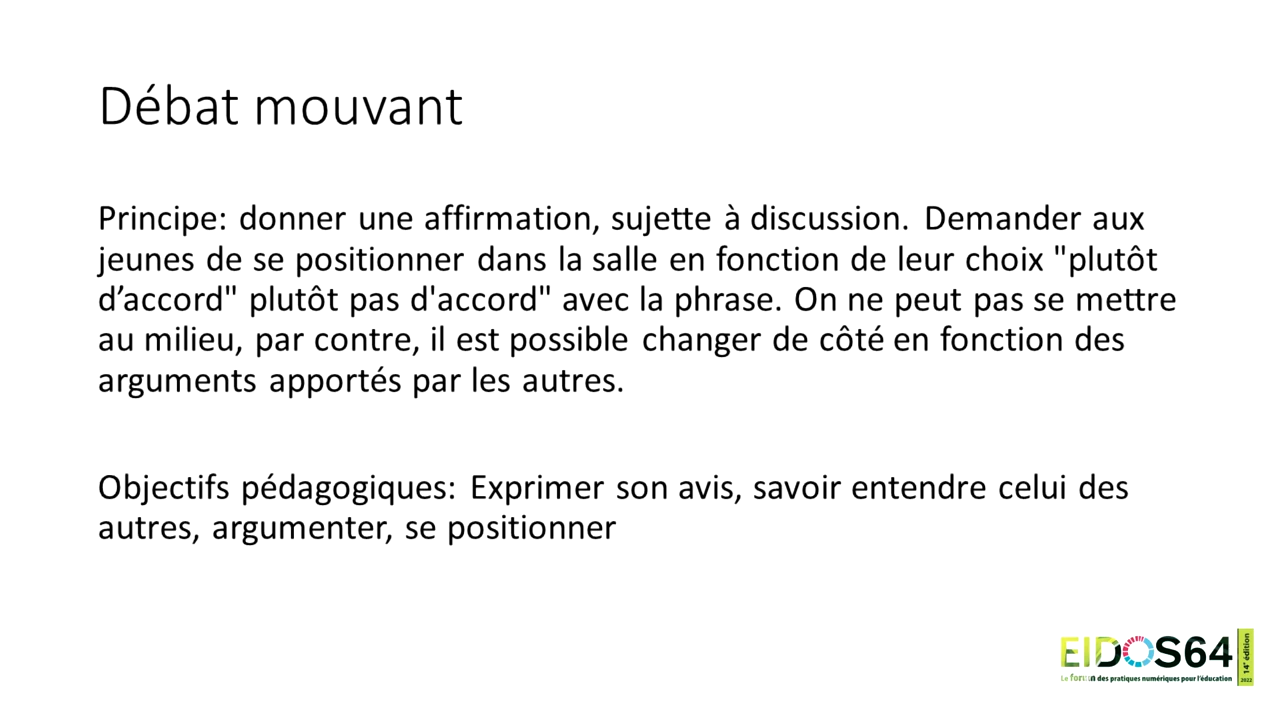 Débat mouvant
Principe: donner une affirmation, sujette à discussion. Demander aux
jeunes de se positionner dans la salle en fonction de leur choix "plutôt
d’accord" plutôt pas d'accord" avec la phrase. On ne peut pas se mettre
au milieu, par contre, il est possible changer de côté en fonction des
arguments apportés par les autres.
Objectifs pédagogiques: Exprimer son avis, savoir entendre celui des
autres, argumenter, se positionner
EIDOS64
Le forum des pratiques numériques pour l'éducation
14e édition
2022